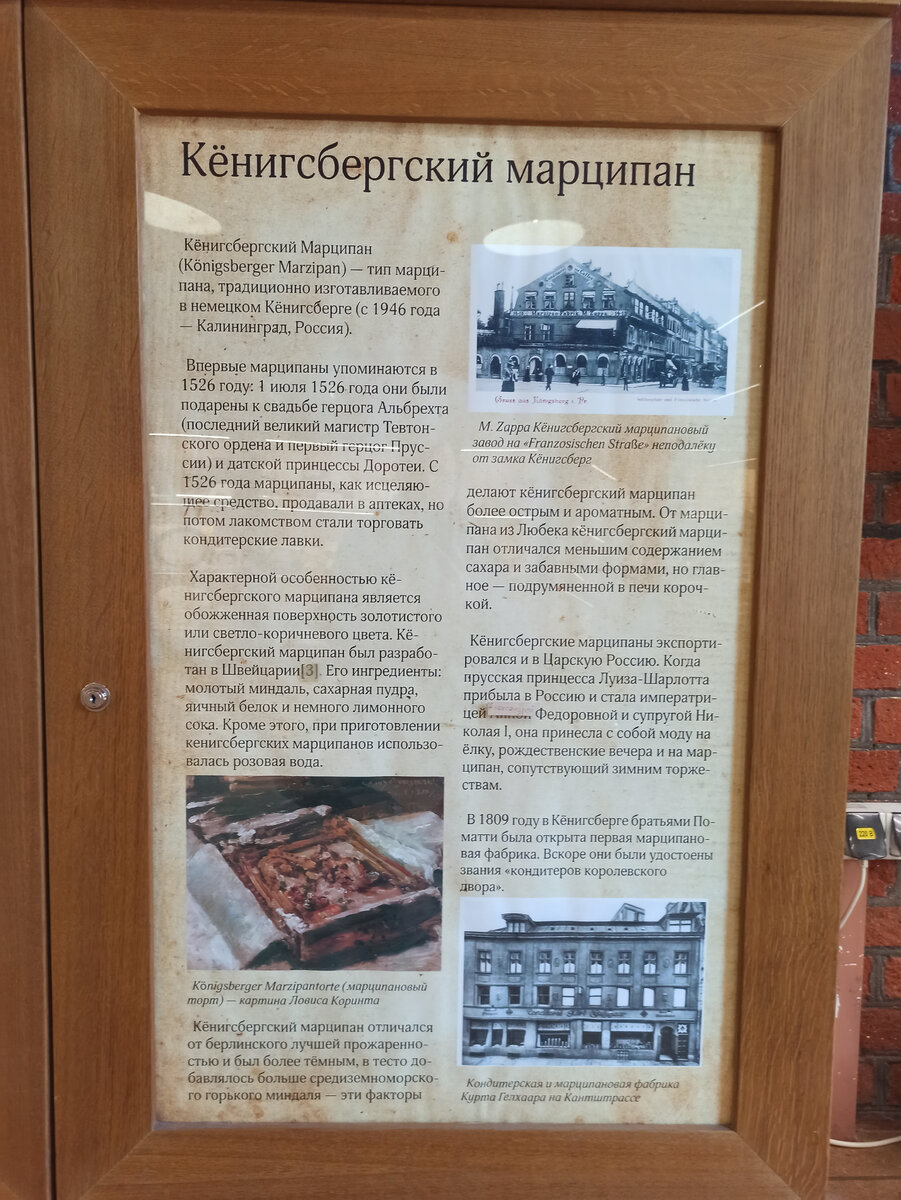 Кёнигсбергский марципан
Кёнигсбергский Марципан
(Königsberger Marzipan) — тип марци-
пана, традиционно изготавливаемого
в немецком Кёнигсберге (с 1946 года
— Калининград, Россия).
Впервые марципаны упоминаются в
1526 году: 1 июля 1526 года они были
подарены к свадьбе герцога Альбрехта
(последний великий магистр Тевтон-
ского ордена и первый герцог Прус-
сии) и датской принцессы Доротеи. С
1526 года марципаны, как исцеляю-
щее средство, продавали в аптеках, но
потом лакомством стали торговать
кондитерские лавки.
Характерной особенностью кё-
нигсбергского марципана является
обожженная поверхность золотистого
или светло-коричневого цвета. Кё-
нигсбергский марципан был разрабо-
тан в Швейцарии[3]. Его ингредиенты:
молотый миндаль, сахарная пудра,
яичный белок и немного лимонного
сока. Кроме этого, при приготовлении
кенигсбергских марципанов использо-
валась розовая вода.
Königsberger Marzipantorte (марципановый
торт) — картина Ловиса Коринта
Кёнигсбергский марципан отличался
от берлинского лучшей прожаренно-
стью и был более тёмным, в тесто до-
бавлялось больше средиземноморско-
го горького миндаля — эти факторы
Gruss aus Königsberg i. Pr
M. Zappa Кёнигсбергский марципановый
завод на «Franzosischen Straße» неподалёку
от замка Кёнигсберг
делают кёнигсбергский марципан
более острым и ароматным. От марци-
пана из Любека кёнигсбергский марци-
пан отличался меньшим содержанием
сахара и забавными формами, но глав-
ное — подрумяненной в печи короч-
кой.
Кёнигсбергские марципаны экспорти-
ровался и в Царскую Россию. Когда
прусская принцесса Луиза-Шарлотта
прибыла в Россию и стала императри-
цей Федоровной и супругой Ни-
колая I, она принесла с собой моду на
ёлку, рождественские вечера и на мар-
ципан, сопутствующий зимним торже-
ствам.
В 1809 году в Кёнигсберге братьями По-
матти была открыта первая марципано-
вая фабрика. Вскоре они были удостоены
звания «кондитеров королевского
двора».
Кондитерская и марципановая фабрика
Курта Гелхаара на Кантштрассе